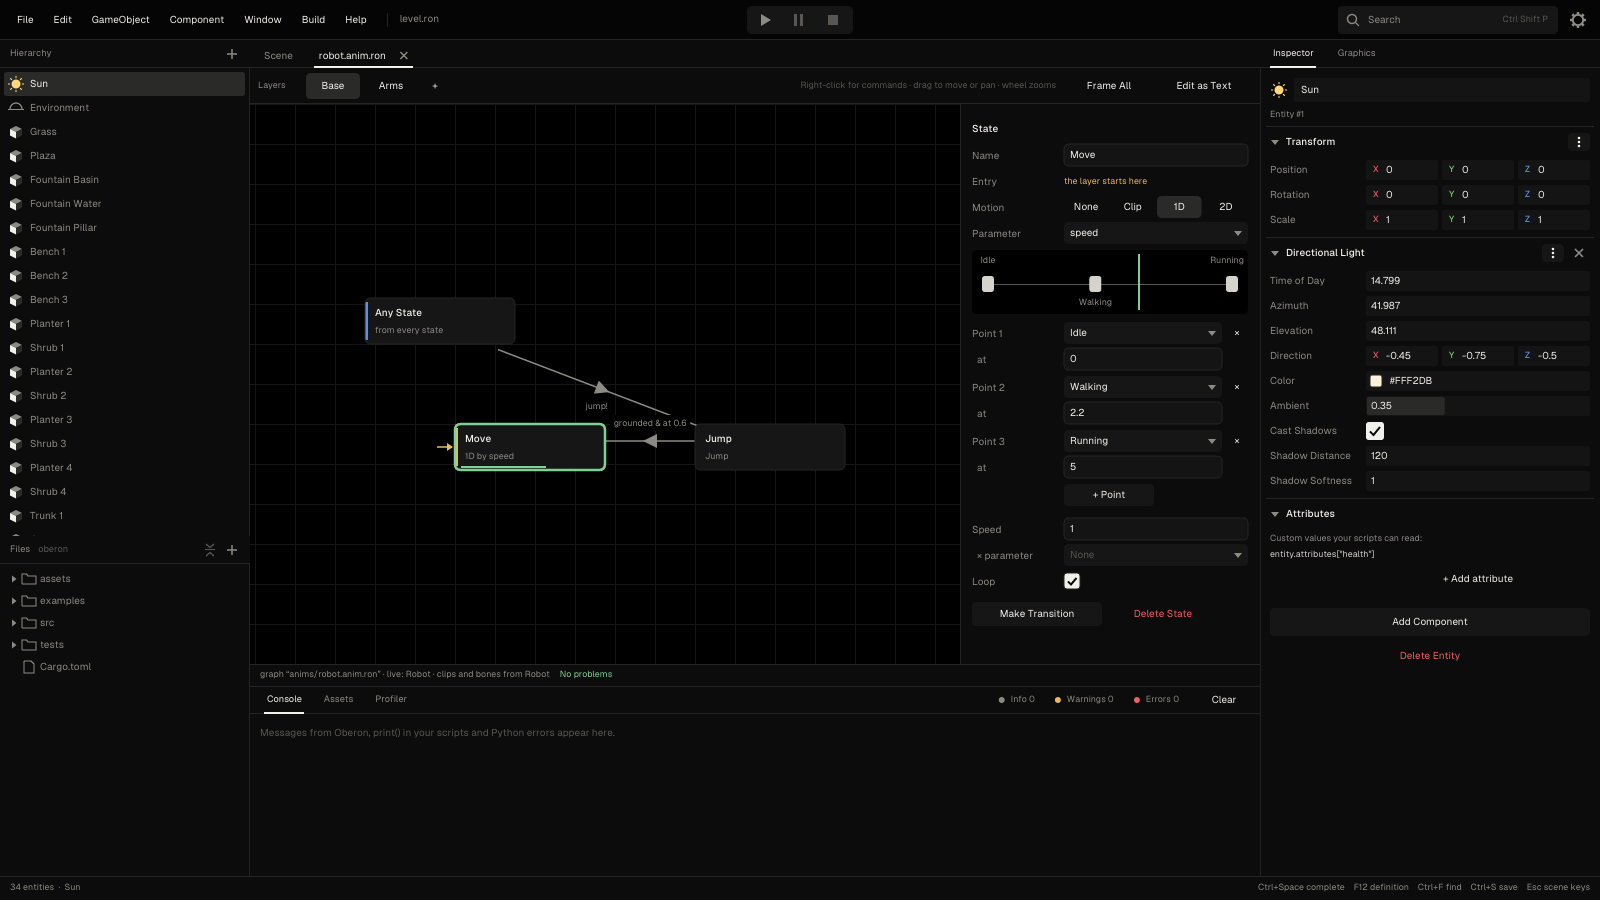 File Edit GameObject Component Window Build Help level.ron
Search Ctrl Shift P
Hierarchy
Scene robot.anim.ron
Inspector Graphics
Sun
Environment
Grass
Plaza
Fountain Basin
Fountain Water
Fountain Pillar
Bench 1
Bench 2
Bench 3
Planter 1
Shrub 1
Planter 2
Shrub 2
Planter 3
Shrub 3
Planter 4
Shrub 4
Trunk 1
Files oberon
assets
examples
src
tests
Cargo.toml
Layers Base Arms + Right-click for commands · drag to move or pan · wheel zooms Frame All Edit as Text
Any State
from every state
jump!
grounded & at 0.6
Move
1D by speed
Jump
Jump
State
Name Move
Entry the layer starts here
Motion None Clip 1D 2D
Parameter speed
Idle Running
Walking
Point 1 Idle ×
at 0
Point 2 Walking ×
at 2.2
Point 3 Running ×
at 5
+ Point
Speed 1
× parameter None
Loop
Make Transition Delete State
graph "anims/robot.anim.ron" · live: Robot · clips and bones from Robot No problems
Console Assets Profiler Info 0 Warnings 0 Errors 0 Clear
Messages from Oberon, print() in your scripts and Python errors appear here.
Sun
Entity #1
Transform
Position X 0 Y 0 Z 0
Rotation X 0 Y 0 Z 0
Scale X 1 Y 1 Z 1
Directional Light
Time of Day 14.799
Azimuth 41.987
Elevation 48.111
Direction X -0.45 Y -0.75 Z -0.5
Color #FFF2DB
Ambient 0.35
Cast Shadows
Shadow Distance 120
Shadow Softness 1
Attributes
Custom values your scripts can read:
entity.attributes["health"]
+ Add attribute
Add Component
Delete Entity
34 entities · Sun
Ctrl+Space complete F12 definition Ctrl+F find Ctrl+S save Esc scene keys